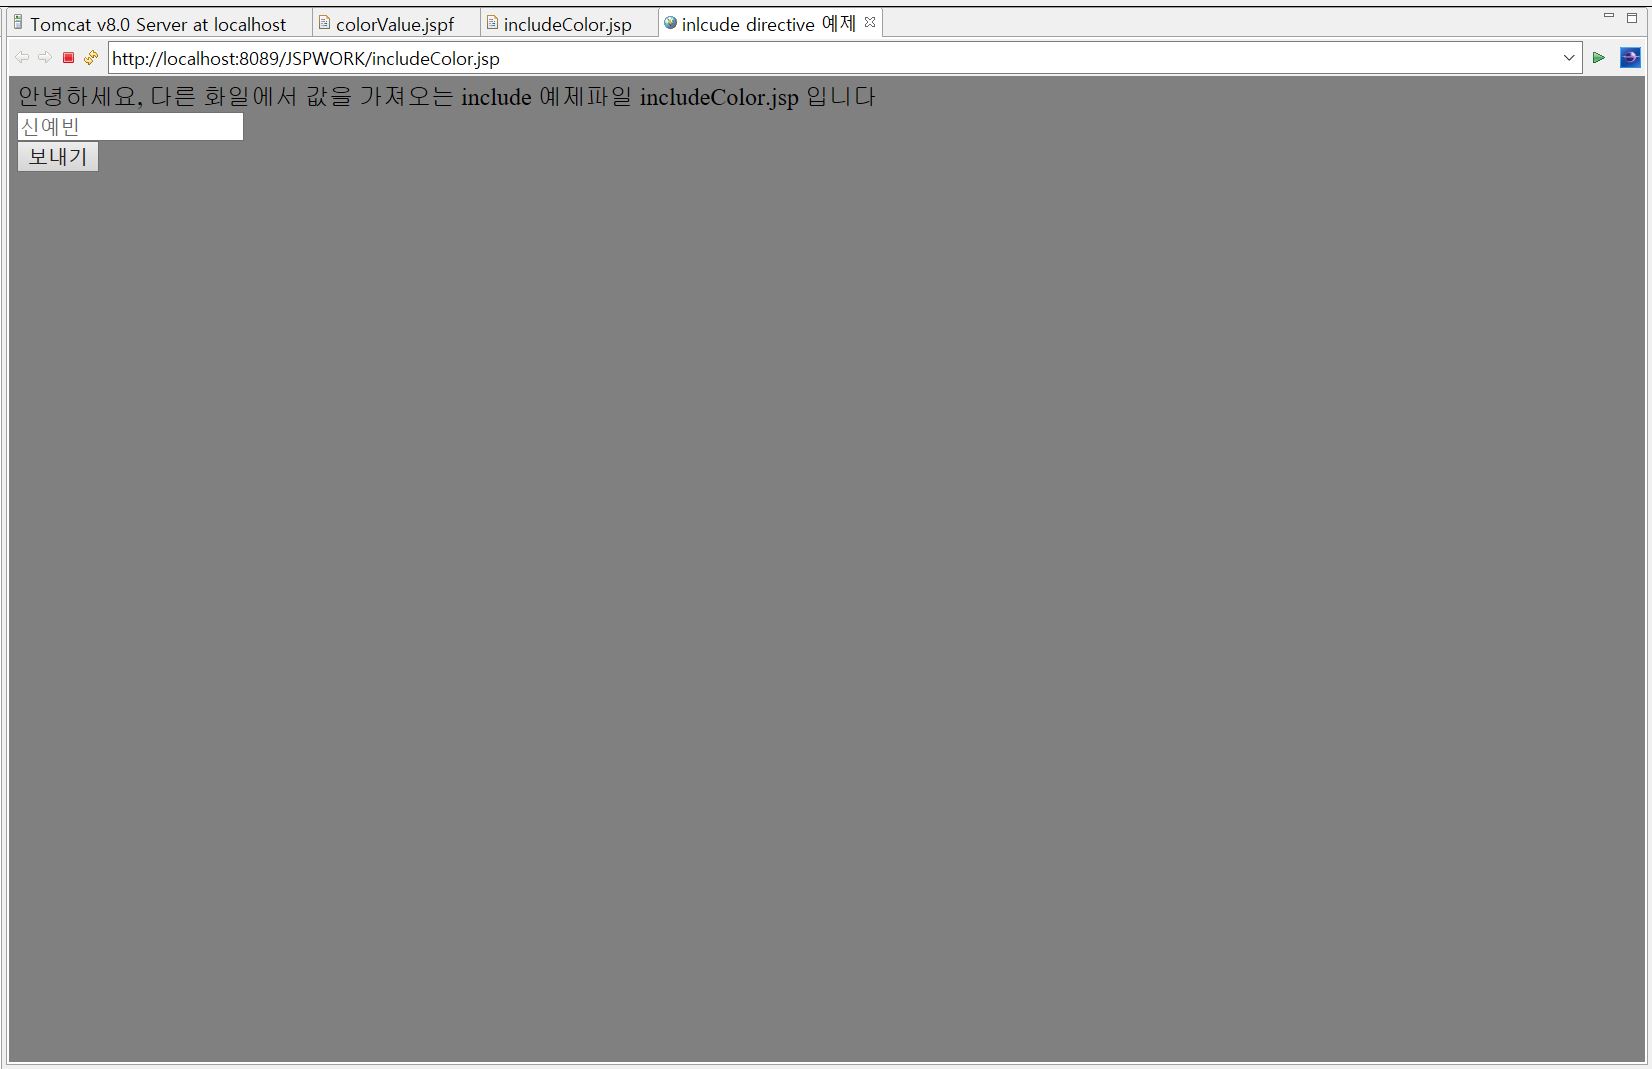 Tomcat v8.0 Server at localhost
colorValue.jspf
includeColor.jsp
inlcude directive 예제
http://localhost:8089/JSPWORK/includeColor.jsp
안녕하세요, 다른 화일에서 값을 가져오는 include 예제파일 includeColor.jsp 입니다
신예빈
보내기